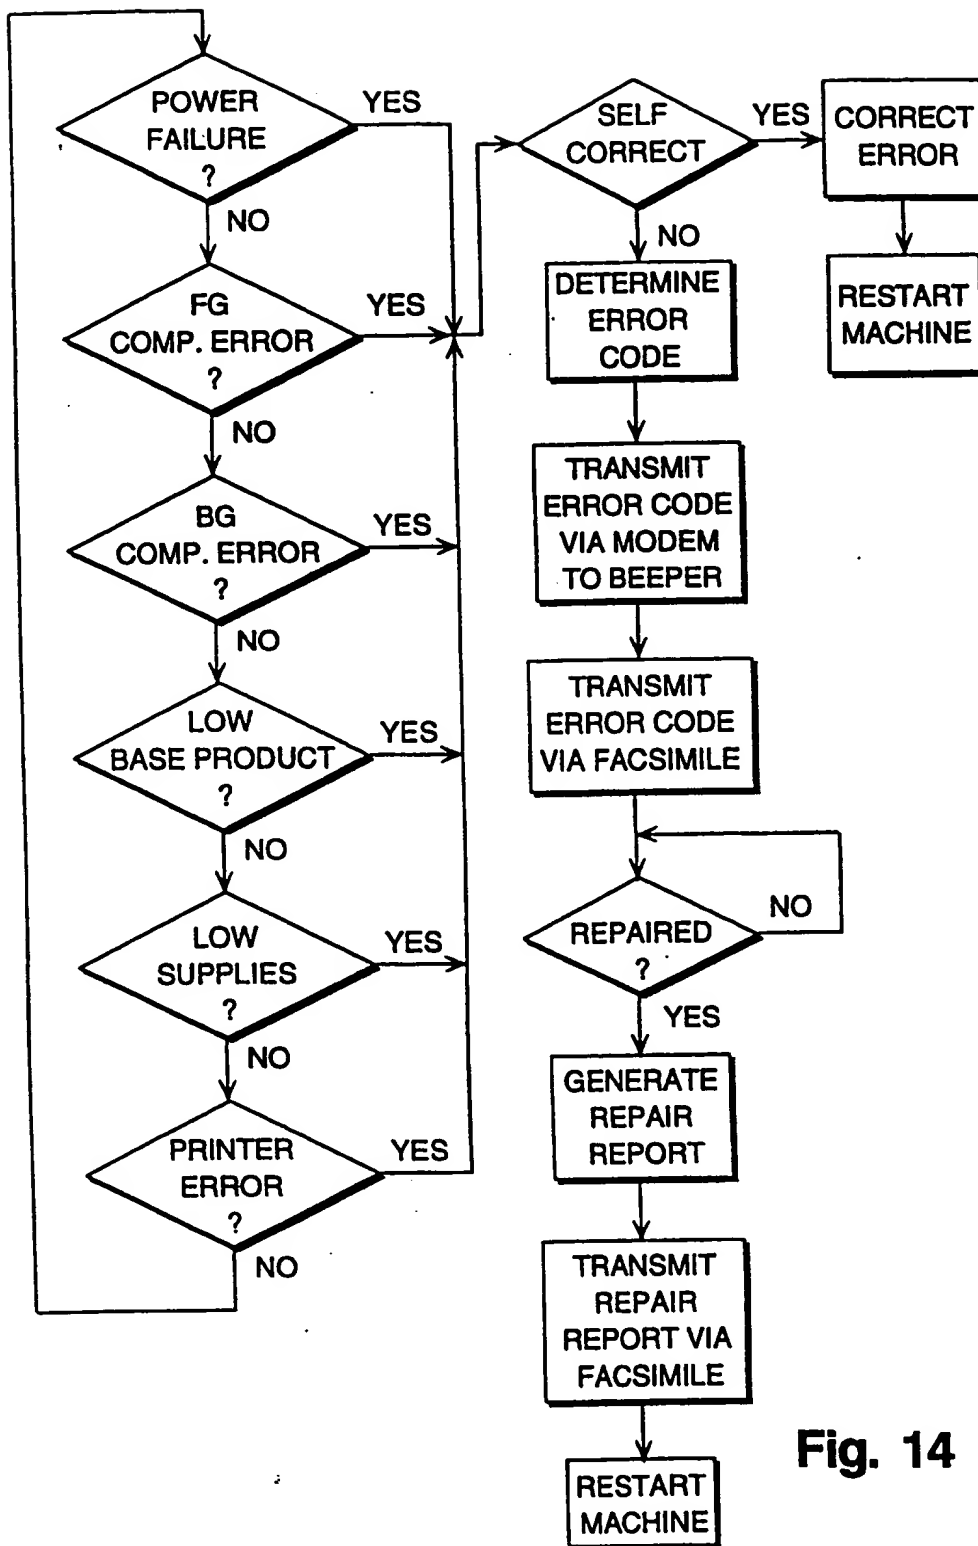 POWER
FAILURE
?
YES
NO
FG
COMP. ERROR
?
YES
NO
BG
COMP. ERROR
?
YES
NO
LOW
BASE PRODUCT
?
YES
NO
LOW
SUPPLIES
?
YES
NO
PRINTER
ERROR
?
YES
NO
SELF
CORRECT
YES
CORRECT
ERROR
RESTART
MACHINE
NO
DETERMINE
ERROR
CODE
TRANSMIT
ERROR CODE
VIA MODEM
TO BEEPER
TRANSMIT
ERROR CODE
VIA FACSIMILE
REPAIRED
?
NO
YES
GENERATE
REPAIR
REPORT
TRANSMIT
REPAIR
REPORT VIA
FACSIMILE
RESTART
MACHINE
Fig. 14